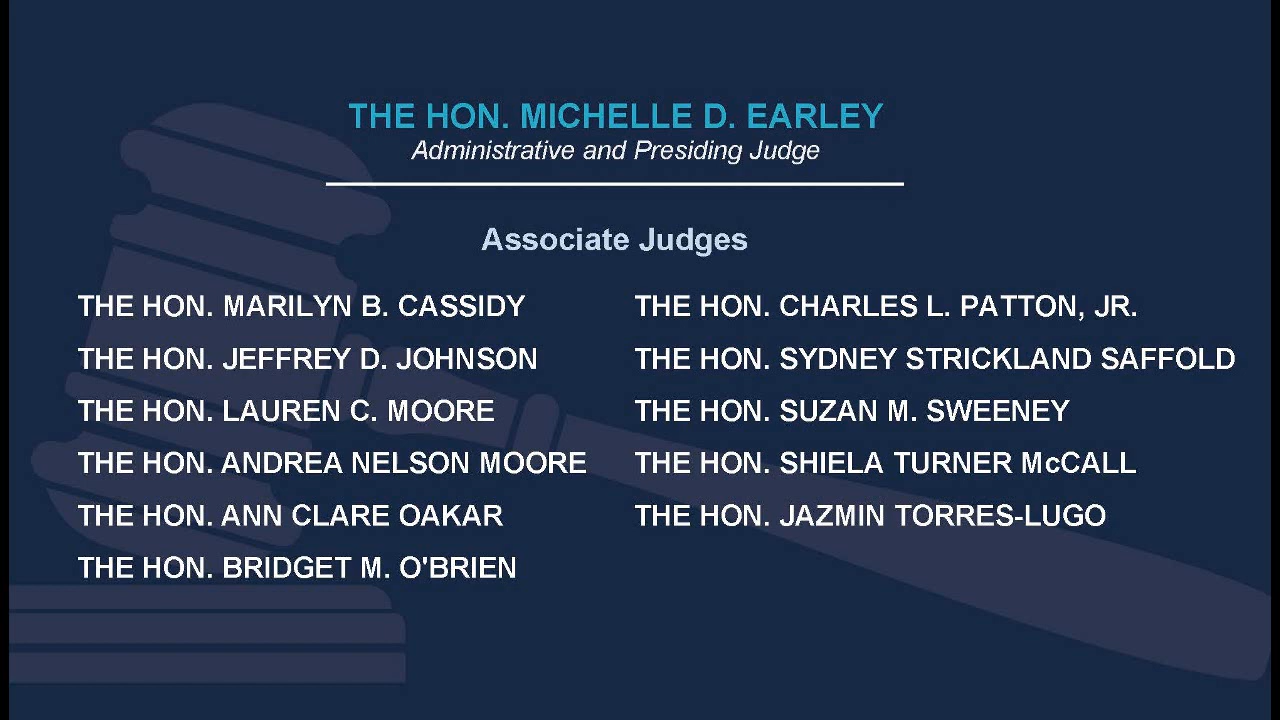 THE HON. MICHELLE D. EARLEY
Administrative and Presiding Judge
Associate Judges
THE HON. MARILYN B. CASSIDY
THE HON. JEFFREY D. JOHNSON
THE HON. LAUREN C. MOORE
THE HON. ANDREA NELSON MOORE
THE HON. ANN CLARE OAKAR
THE HON. BRIDGET M. O'BRIEN
THE HON. CHARLES L. PATTON, JR.
THE HON. SYDNEY STRICKLAND SAFFOLD
THE HON. SUZAN M. SWEENEY
THE HON. SHIELA TURNER McCALL
THE HON. JAZMIN TORRES-LUGO